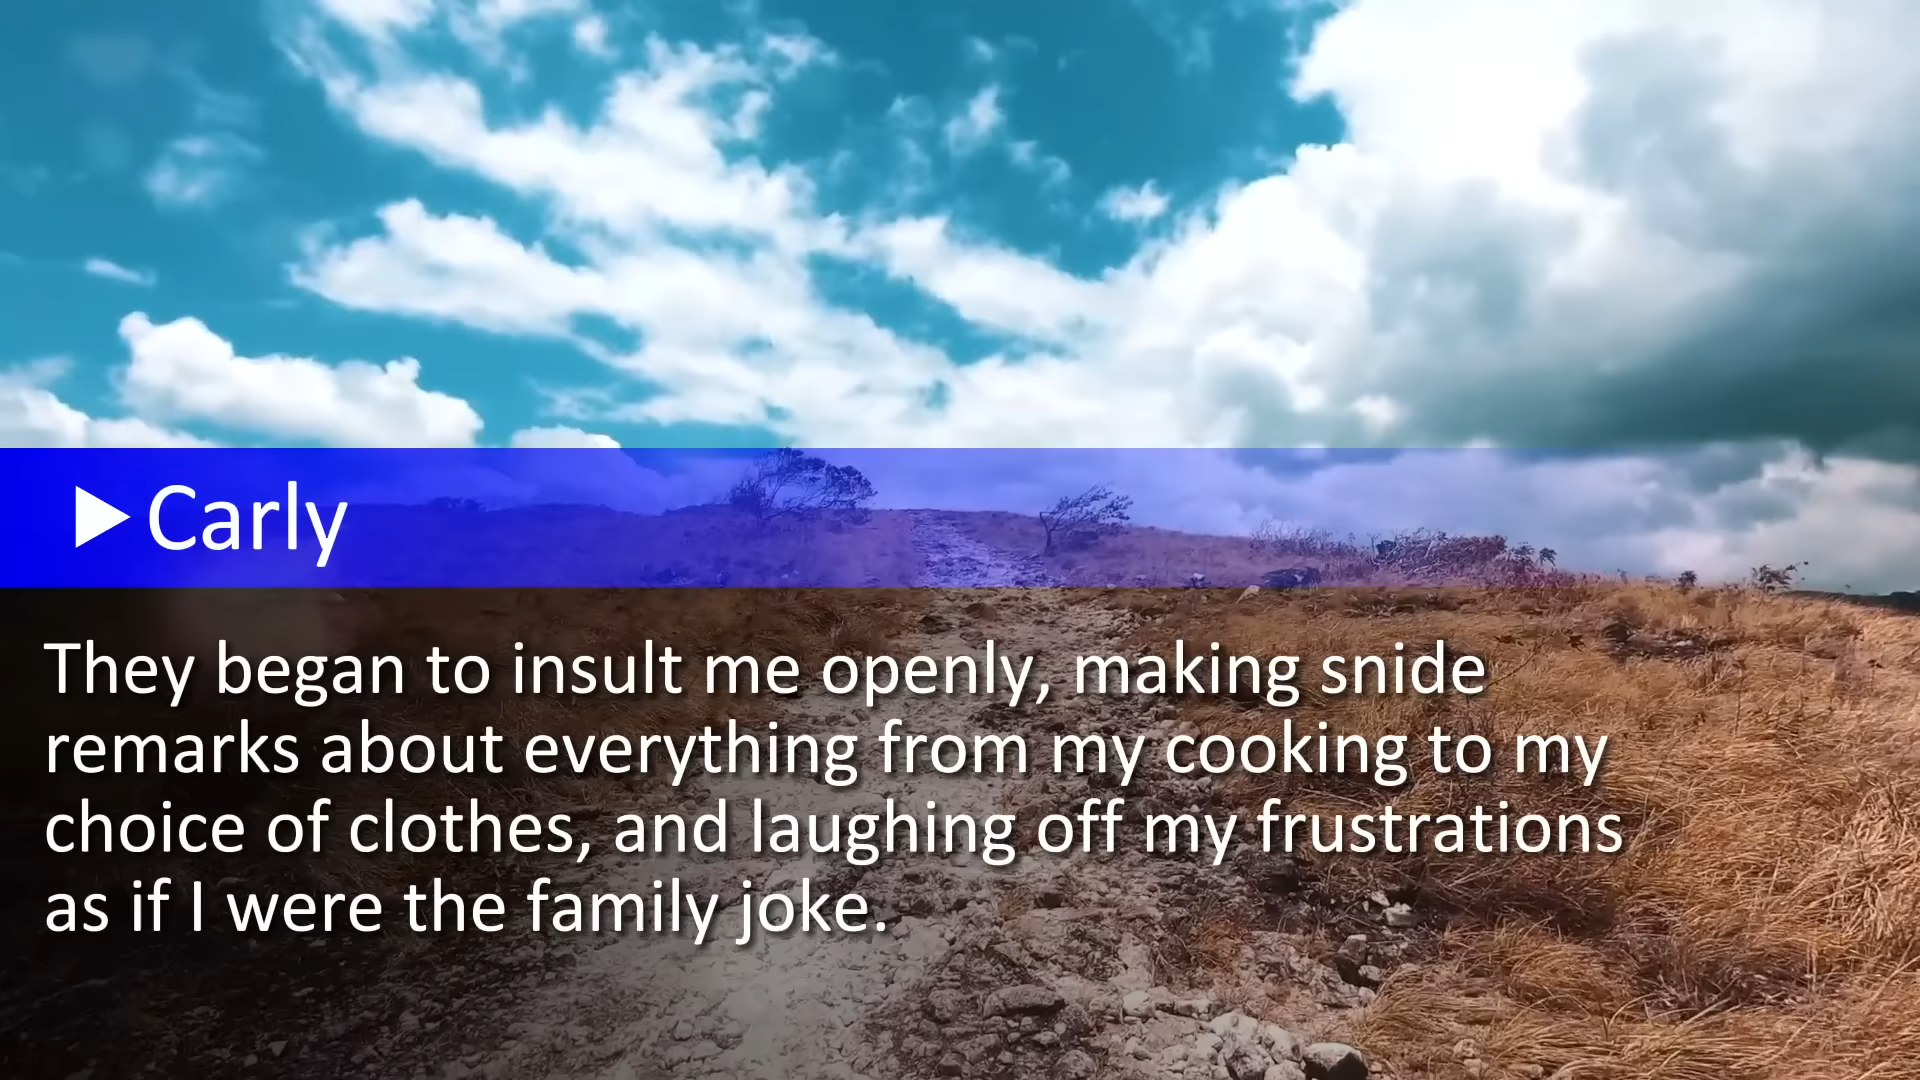 Carly
They began to insult me openly, making snide
remarks about everything from my cooking to my
choice of clothes, and laughing off my frustrations
as if I were the family joke.